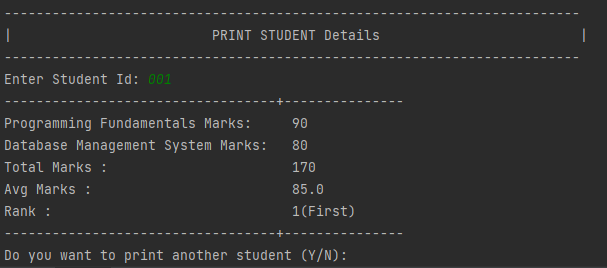 ------------------------------------------------------------------------
|                         PRINT STUDENT Details                         |
------------------------------------------------------------------------
Enter Student Id: 001
----------------------------------+---------------
Programming Fundamentals Marks:     90
Database Management System Marks:   80
Total Marks :                       170
Avg Marks :                         85.0
Rank :                              1(First)
----------------------------------+---------------
Do you want to print another student (Y/N):